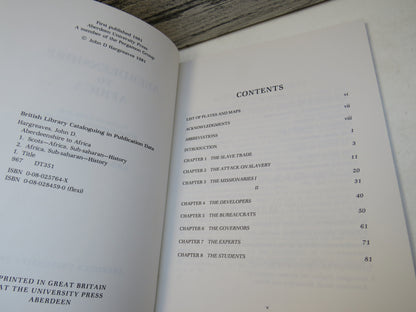 First published 1981
Aberdeen University Press
A member of the Pergamon Group
© John D Hargreaves 1981
British Library Cataloguing in Publication Data
Hargreaves, John D.
Aberdeenshire to Africa
1. Scots—Africa, Sub-saharan—History
2. Africa, Sub-saharan—History
1. Title
967 DT351
ISBN 0-08-025764-X
ISBN 0-08-028459-0 (flexi)
PRINTED IN GREAT BRITAIN
AT THE UNIVERSITY PRESS
ABERDEEN
CONTENTS
LIST OF PLATES AND MAPS vi
ACKNOWLEDGMENTS vii
ABBREVIATIONS viii
INTRODUCTION 1
CHAPTER 1 THE SLAVE TRADE 3
CHAPTER 2 THE ATTACK ON SLAVERY 11
CHAPTER 3 THE MISSIONARIES I 20
II 31
CHAPTER 4 THE DEVELOPERS 40
CHAPTER 5 THE BUREAUCRATS 50
CHAPTER 6 THE GOVERNORS 61
CHAPTER 7 THE EXPERTS 71
CHAPTER 8 THE STUDENTS 81
v